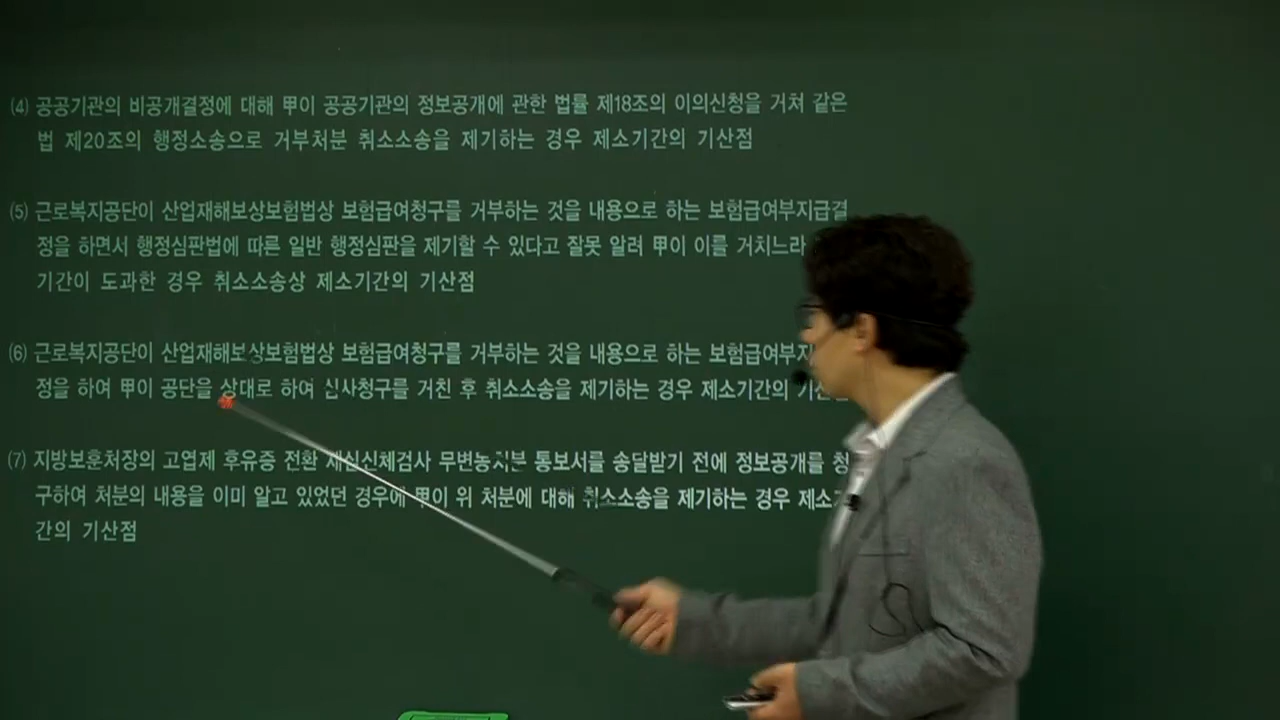 (4) 공공기관의 비공개결정에 대해 甲이 공공기관의 정보공개에 관한 법률 제18조의 이의신청을 거쳐 같은
법 제20조의 행정소송으로 거부처분 취소소송을 제기하는 경우 제소기간의 기산점
(5) 근로복지공단이 산업재해보상보험법상 보험급여청구를 거부하는 것을 내용으로 하는 보험급여부지급결
정을 하면서 행정심판법에 따른 일반 행정심판을 제기할 수 있다고 잘못 알려 甲이 이를 거치느라
기간이 도과한 경우 취소소송상 제소기간의 기산점
(6) 근로복지공단이 산업재해보상보험법상 보험급여청구를 거부하는 것을 내용으로 하는 보험급여부지
정을 하여 甲이 공단을 상대로 하여 심사청구를 거친 후 취소소송을 제기하는 경우 제소기간의
(7) 지방보훈처장의 고엽제 후유증 전환 재심신체검사 무변동처분 통보서를 송달받기 전에 정보공개를 청
구하여 처분의 내용을 이미 알고 있었던 경우에 甲이 위 처분에 대해 취소소송을 제기하는 경우 제소기
간의 기산점